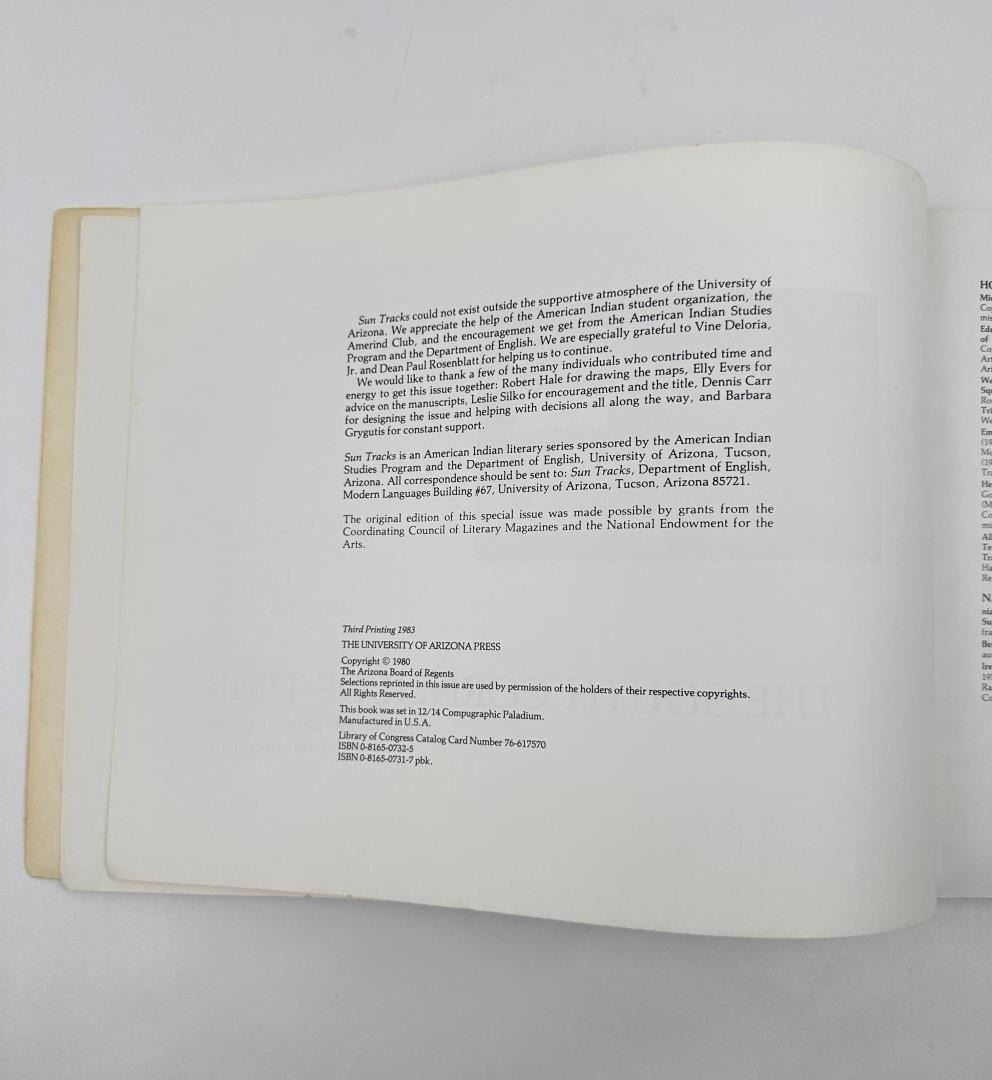 Sun Tracks could not exist outside the supportive atmosphere of the University of
Arizona. We appreciate the help of the American Indian student organization, the
Amerind Club, and the encouragement we get from the American Indian Studies
Program and the Department of English. We are especially grateful to Vine Deloria,
Jr. and Dean Paul Rosenblatt for helping us to continue.
We would like to thank a few of the many individuals who contributed time and
energy to get this issue together: Robert Hale for drawing the maps, Elly Evers for
advice on the manuscripts, Leslie Silko for encouragement and the title, Dennis Carr
for designing the issue and helping with decisions all along the way, and Barbara
Grygutis for constant support.
Sun Tracks is an American Indian literary series sponsored by the American Indian
Studies Program and the Department of English, University of Arizona, Tucson,
Arizona. All correspondence should be sent to: Sun Tracks, Department of English,
Modern Languages Building #67, University of Arizona, Tucson, Arizona 85721.
The original edition of this special issue was made possible by grants from the
Coordinating Council of Literary Magazines and the National Endowment for the
Arts.
Third Printing 1983
THE UNIVERSITY OF ARIZONA PRESS
Copyright © 1980
The Arizona Board of Regents
Selections reprinted in this issue are used by permission of the holders of their respective copyrights.
All Rights Reserved.
This book was set in 12/14 Compugraphic Paladium.
Manufactured in U.S.A.
Library of Congress Catalog Card Number 76-617570
ISBN 0-8165-0732-5
ISBN 0-8165-0731-7 pbk.